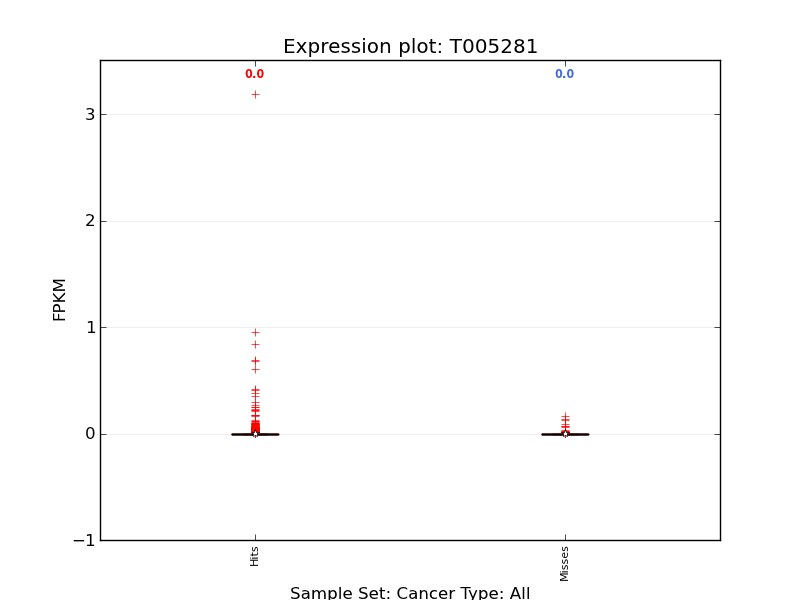 Expression plot: T005281
0.0
0.0
3
2
1
0
−1
FPKM
Hits
Misses
Sample Set: Cancer Type: All